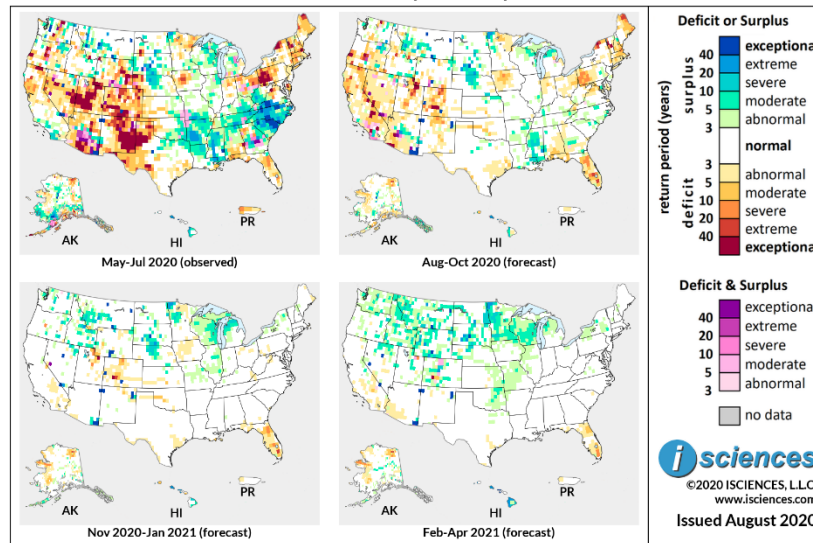 AK
HI
PR
May-Jul 2020 (observed)
AK
HI
PR
Aug-Oct 2020 (forecast)
AK
HI
PR
Nov 2020-Jan 2021 (forecast)
AK
HI
PR
Feb-Apr 2021 (forecast)
Deficit or Surplus
return period (years)
surplus
deficit
exceptional
40
extreme
20
severe
10
moderate
5
abnormal
3
normal
3
abnormal
5
moderate
10
severe
20
extreme
40
exceptional
Deficit & Surplus
exceptional
40
extreme
20
severe
10
moderate
5
abnormal
3
no data
i sciences
©2020 ISCIENCES, L.L.C.
www.isciences.com
Issued August 2020